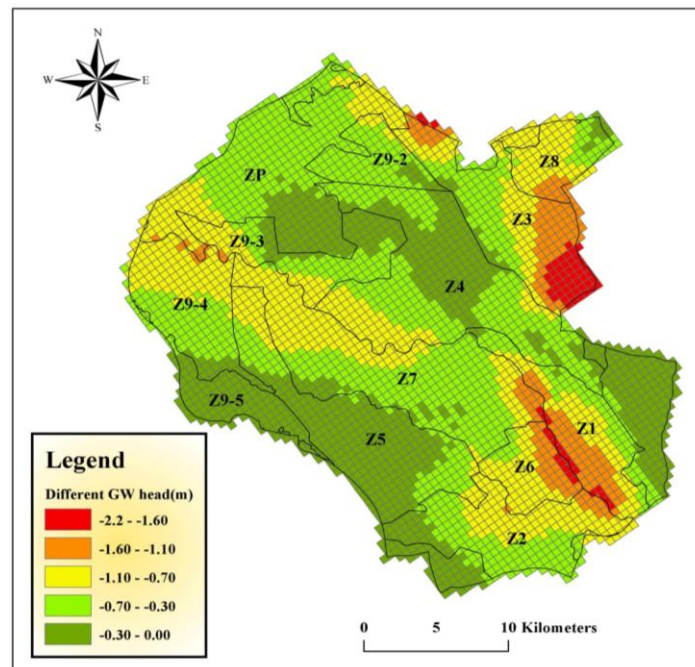 N
W E
S
Z9-2
Z8
ZP
Z3
Z9-3
Z4
Z9-4
Z7
Z9-5
Z5
Z1
Z6
Z2
Legend
Different GW head(m)
-2.2 - -1.60
-1.60 - -1.10
-1.10 - -0.70
-0.70 - -0.30
-0.30 - 0.00
0 5 10 Kilometers